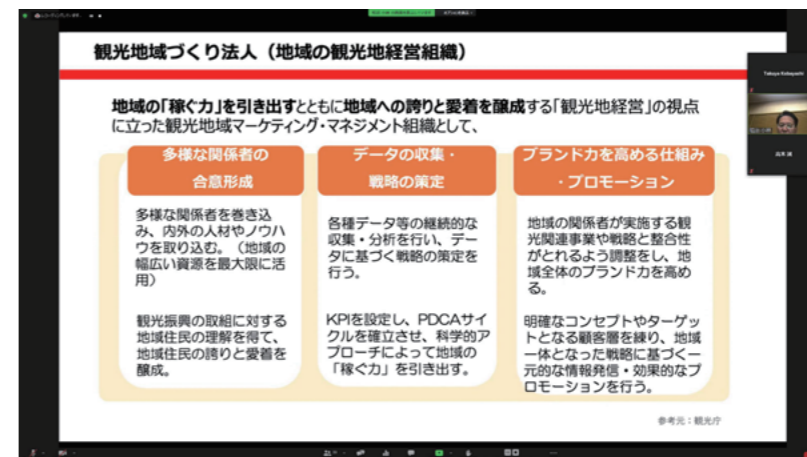 観光地域づくり法人（地域の観光地経営組織）
地域の「稼ぐ力」を引き出すとともに地域への誇りと愛着を醸成する「観光地経営」の視点
に立った観光地域マーケティング・マネジメント組織として、
多様な関係者の
合意形成
多様な関係者を巻き込
み、内外の人材やノウハ
ウを取り込む。（地域の
幅広い資源を最大限に活
用）
観光振興の取組に対する
地域住民の理解を得て、
地域住民の誇りと愛着を
醸成。
データの収集・
戦略の策定
各種データ等の継続的な
収集・分析を行い、デー
タに基づく戦略の策定を
行う。
KPIを設定し、PDCAサイ
クルを確立させ、科学的ア
プローチによって地域の
「稼ぐ力」を引き出す。
ブランド力を高める仕組み
・プロモーション
地域の関係者が実施する観
光関連事業や戦略と整合性
がとれるよう調整をし、地
域全体のブランド力を高め
る。
明確なコンセプトやターゲッ
トとなる顧客層を練り、地域
一体となった戦略に基づく一
元的な情報発信・効果的なプ
ロモーションを行う。
参考元：観光庁
Takuya Kobayashi